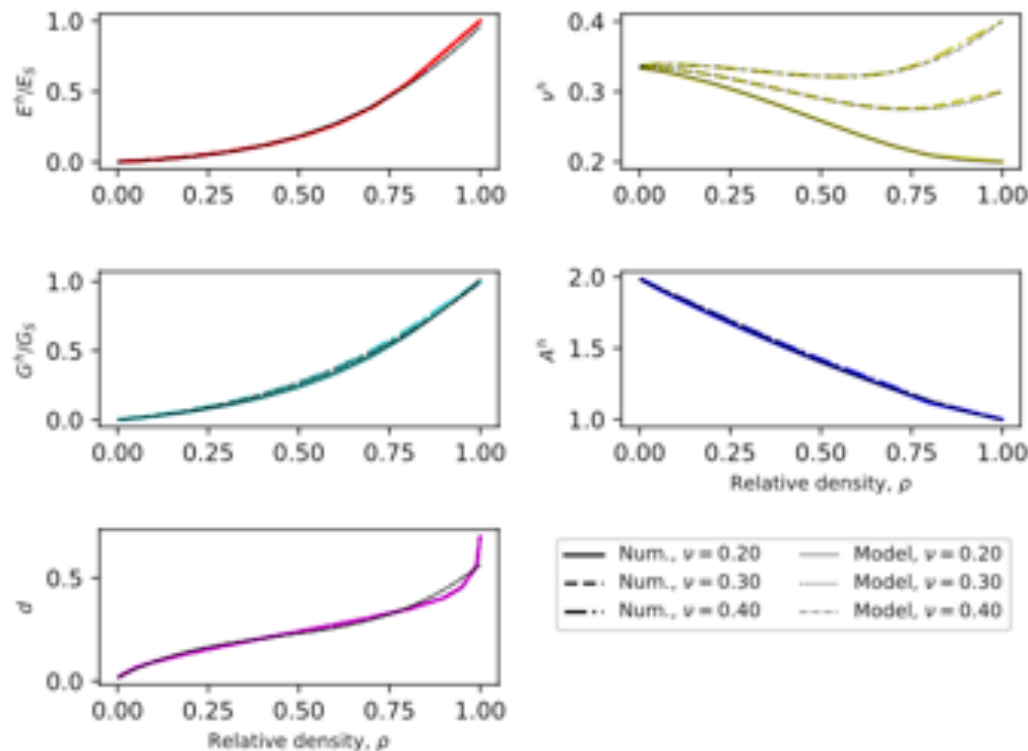 1.0
0.5
0.0
E^h/E_S
0.00 0.25 0.50 0.75 1.00
0.4
0.3
0.2
ν^h
0.00 0.25 0.50 0.75 1.00
1.0
0.5
0.0
G^h/G_S
0.00 0.25 0.50 0.75 1.00
2.0
1.5
1.0
A^h
0.00 0.25 0.50 0.75 1.00
Relative density, ρ
0.5
0.0
d
0.00 0.25 0.50 0.75 1.00
Relative density, ρ
Num., ν = 0.20
Num., ν = 0.30
Num., ν = 0.40
Model, ν = 0.20
Model, ν = 0.30
Model, ν = 0.40